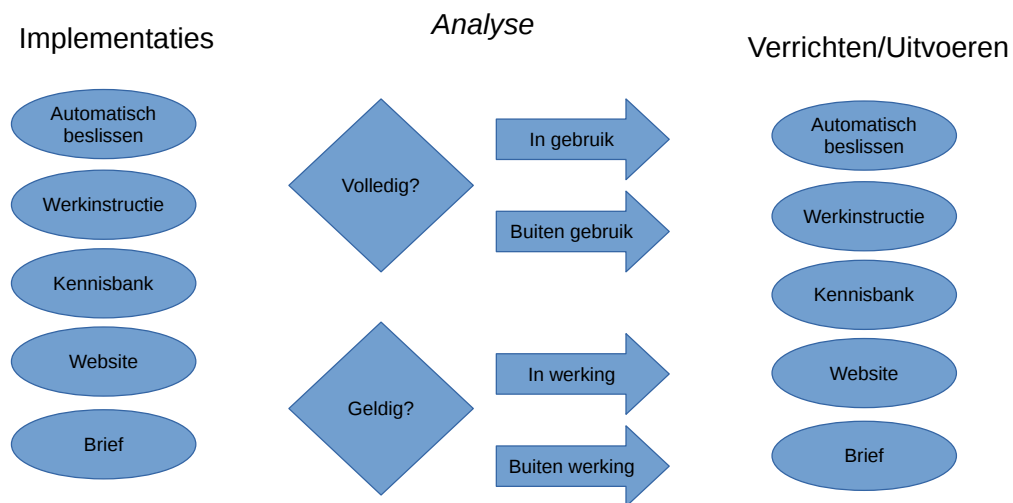 Implementaties
Analyse
Verrichten/Uitvoeren
Automatisch
beslissen
Werkinstructie
Kennisbank
Website
Brief
Volledig?
In gebruik
Buiten gebruik
Geldig?
In werking
Buiten werking
Automatisch
beslissen
Werkinstructie
Kennisbank
Website
Brief